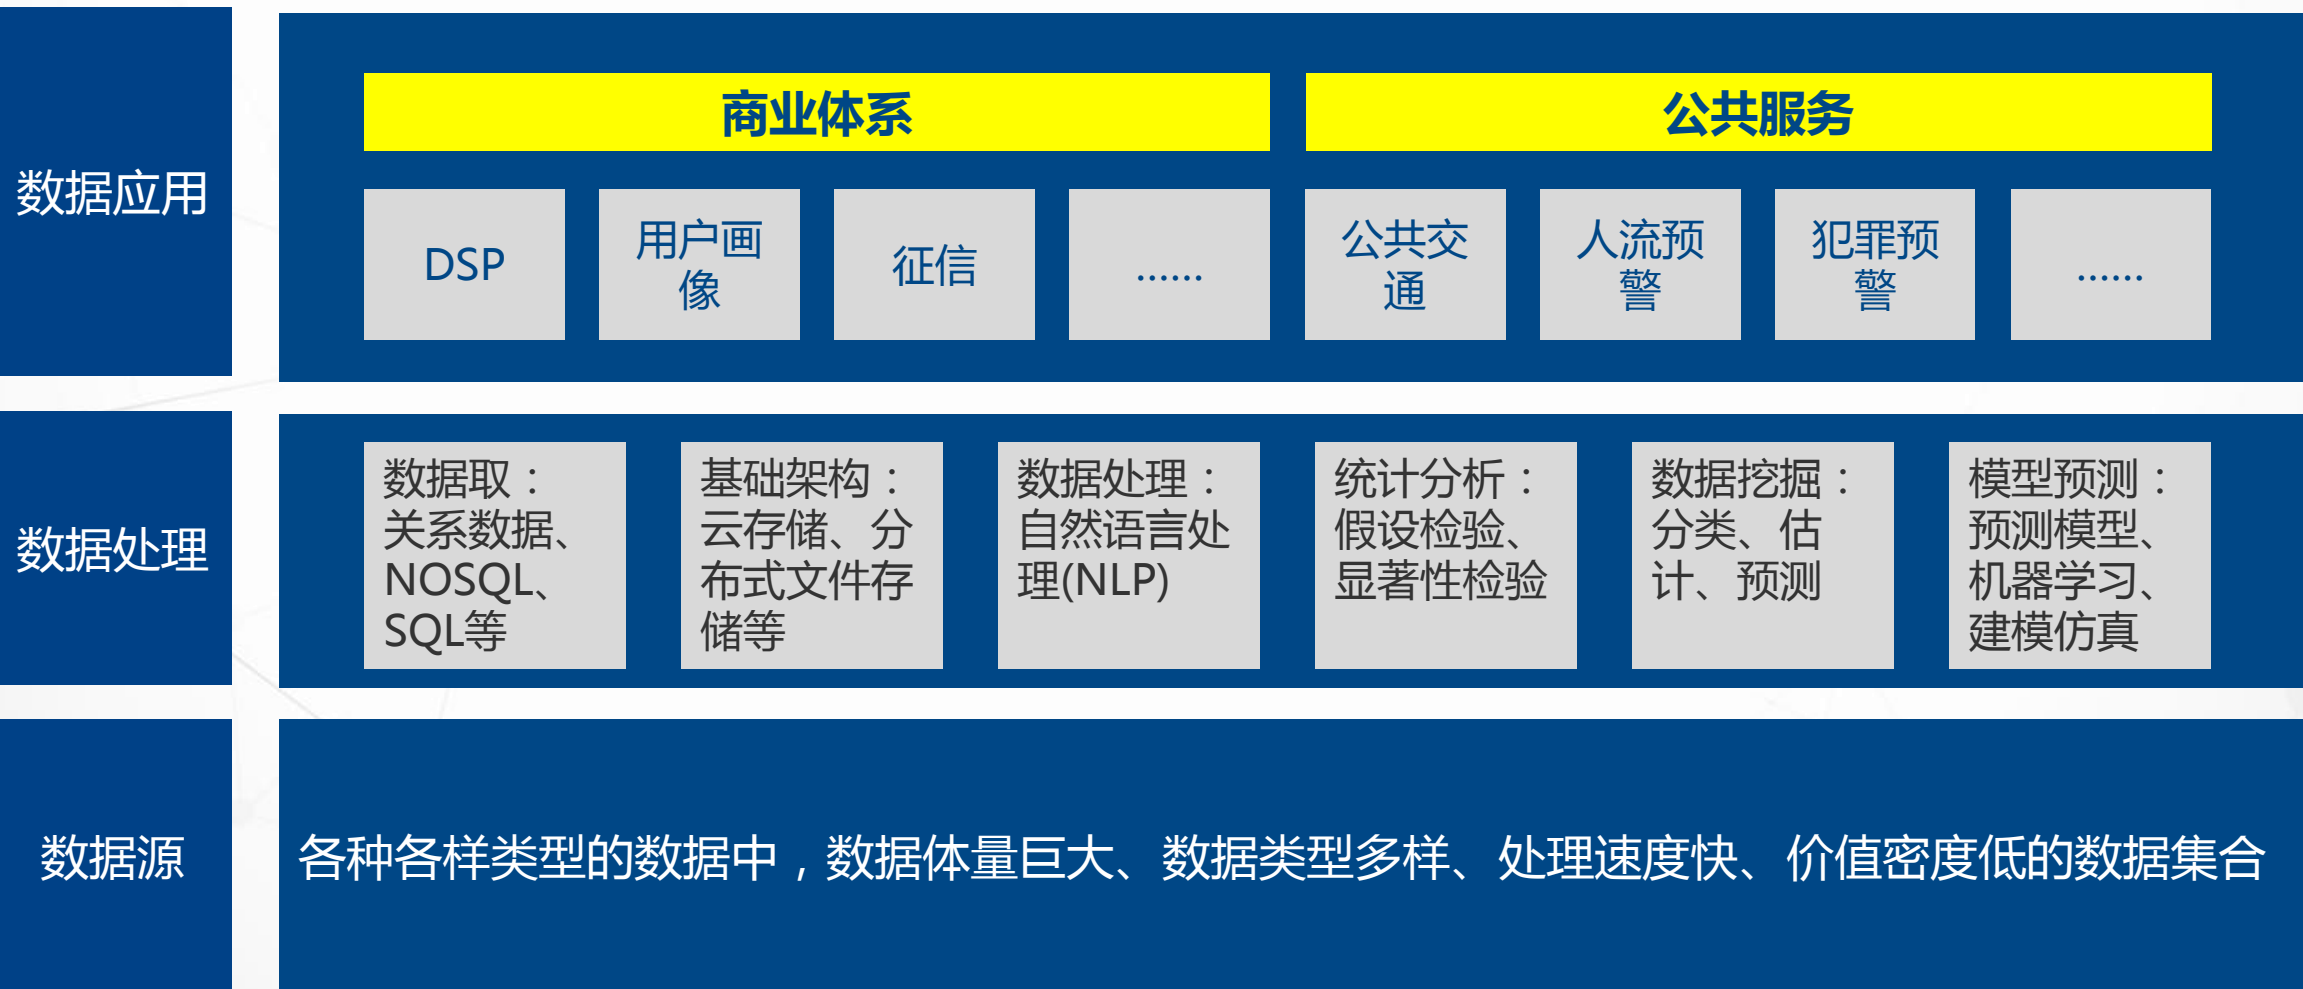 数据应用
商业体系
公共服务
DSP
用户画
像
征信
……
公共交
通
人流预
警
犯罪预
警
……
数据处理
数据取：
关系数据、
NOSQL、
SQL等
基础架构：
云存储、分
布式文件存
储等
数据处理：
自然语言处
理(NLP)
统计分析：
假设检验、
显著性检验
数据挖掘：
分类、估
计、预测
模型预测：
预测模型、
机器学习、
建模仿真
数据源
各种各样类型的数据中，数据体量巨大、数据类型多样、处理速度快、价值密度低的数据集合